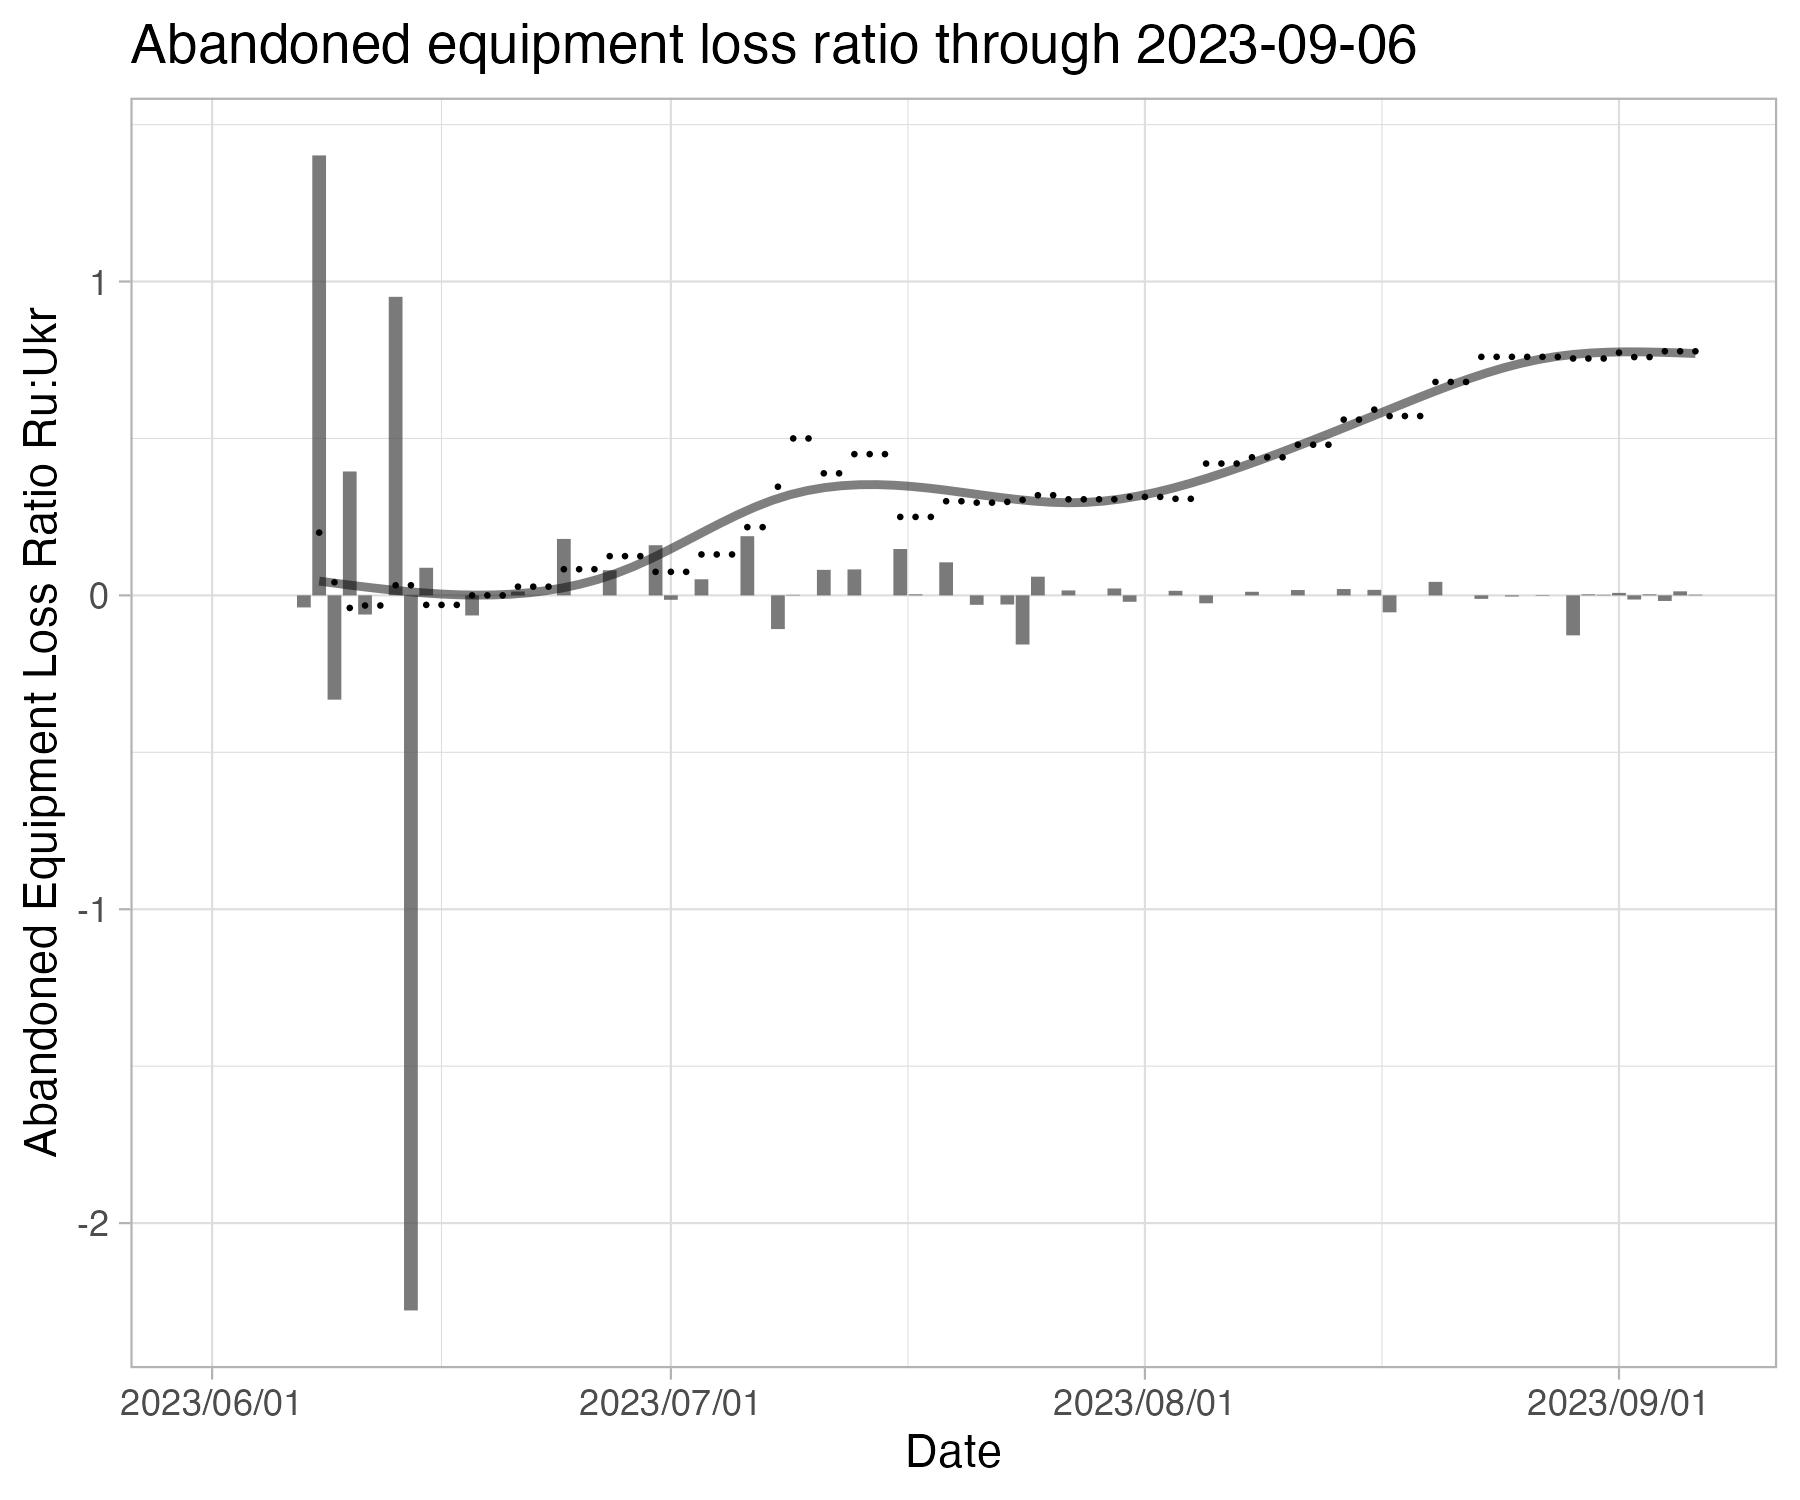 Abandoned equipment loss ratio through 2023-09-06
Abandoned Equipment Loss Ratio Ru:Ukr
1
0
-1
-2
2023/06/01
2023/07/01
2023/08/01
2023/09/01
Date